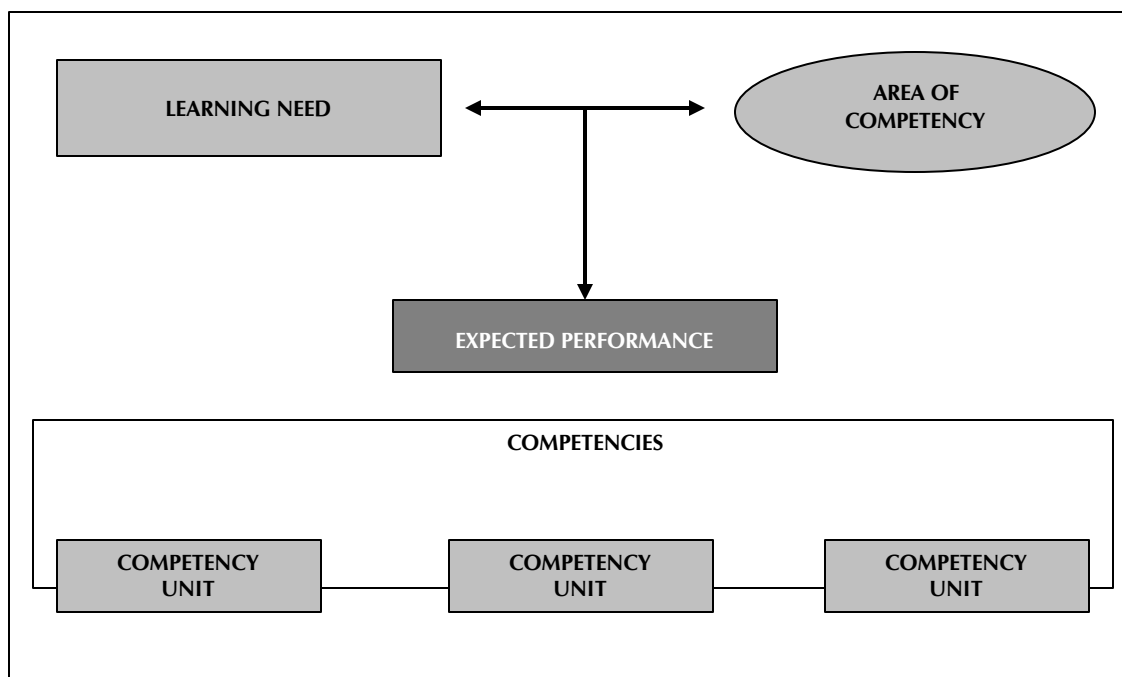 LEARNING NEED
AREA OF
COMPETENCY
EXPECTED PERFORMANCE
COMPETENCIES
COMPETENCY
UNIT
COMPETENCY
UNIT
COMPETENCY
UNIT